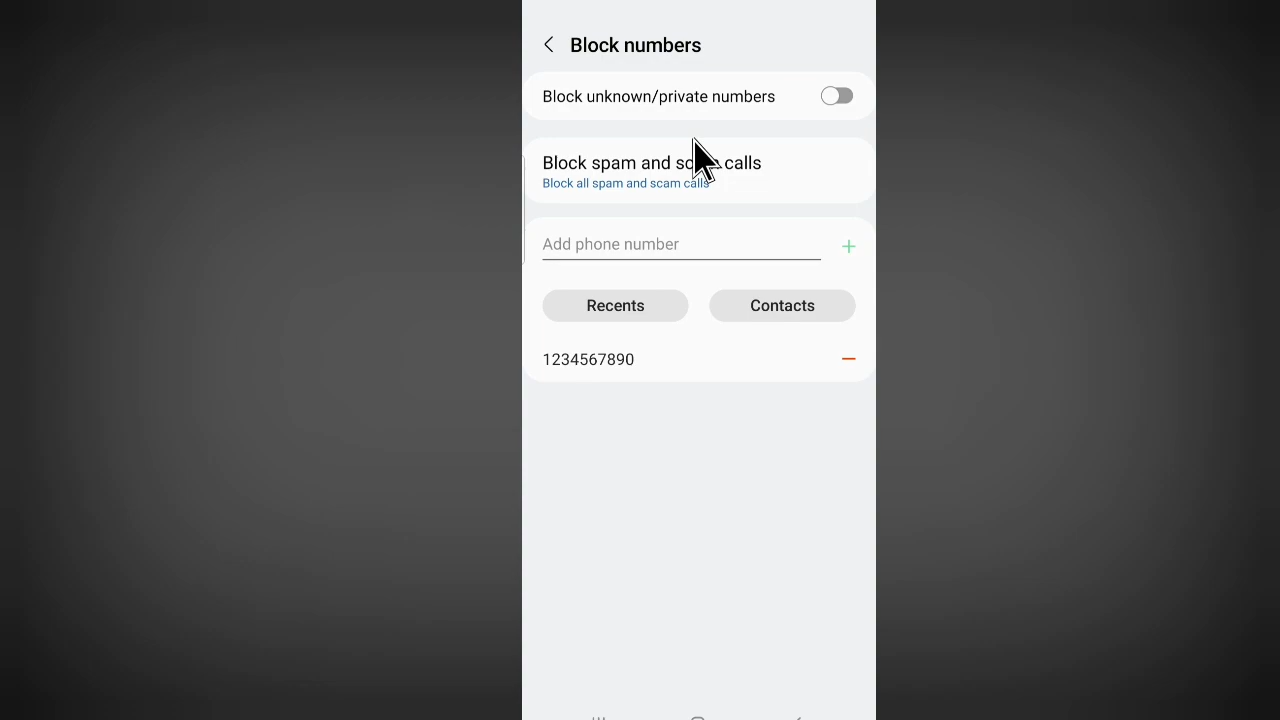 Block numbers
Block unknown/private numbers
Block spam and scam calls
Block all spam and scam calls
Add phone number
Recents
Contacts
1234567890